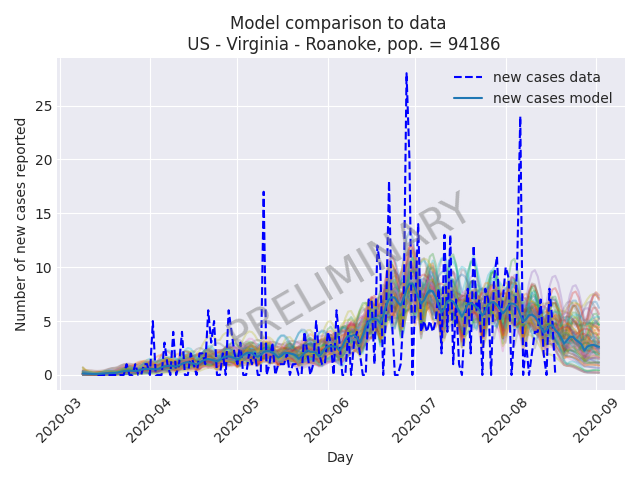 Model comparison to data
US - Virginia - Roanoke, pop. = 94186
new cases data
new cases model
Number of new cases reported
25
20
15
10
5
0
PRELIMINARY
2020-03
2020-04
2020-05
2020-06
2020-07
2020-08
2020-09
Day